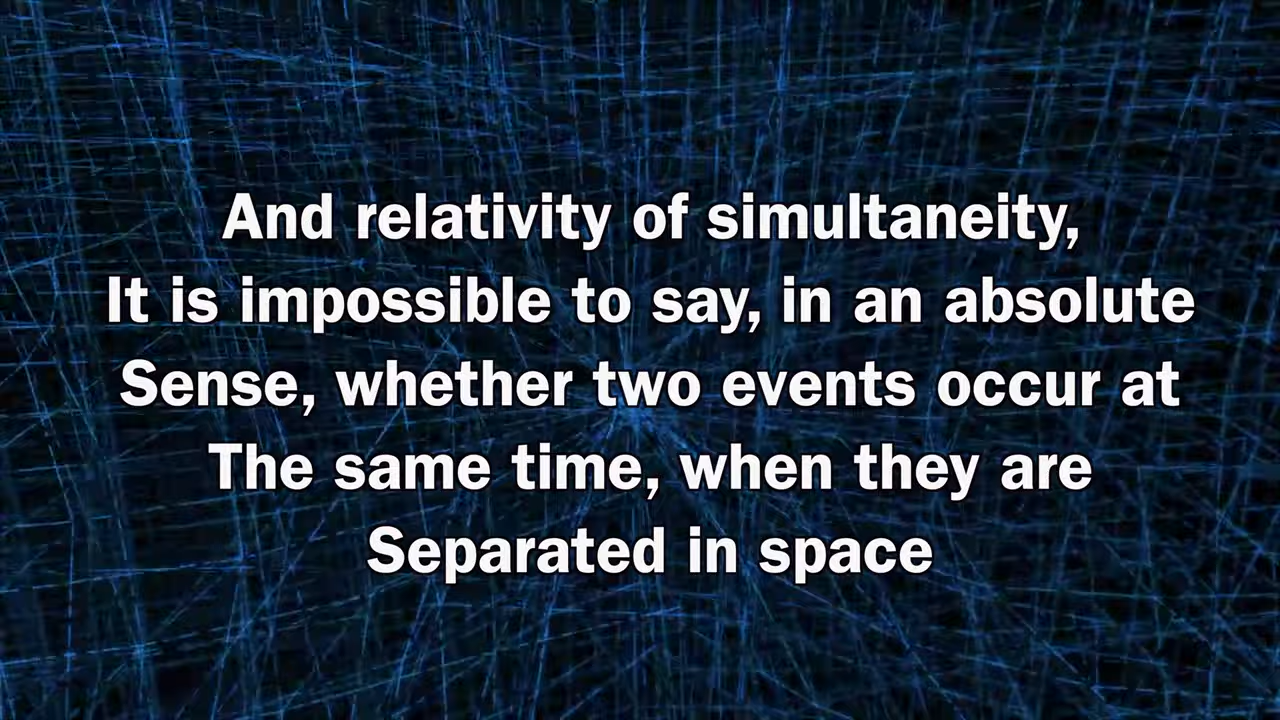 And relativity of simultaneity,
It is impossible to say, in an absolute
Sense, whether two events occur at
The same time, when they are
Separated in space